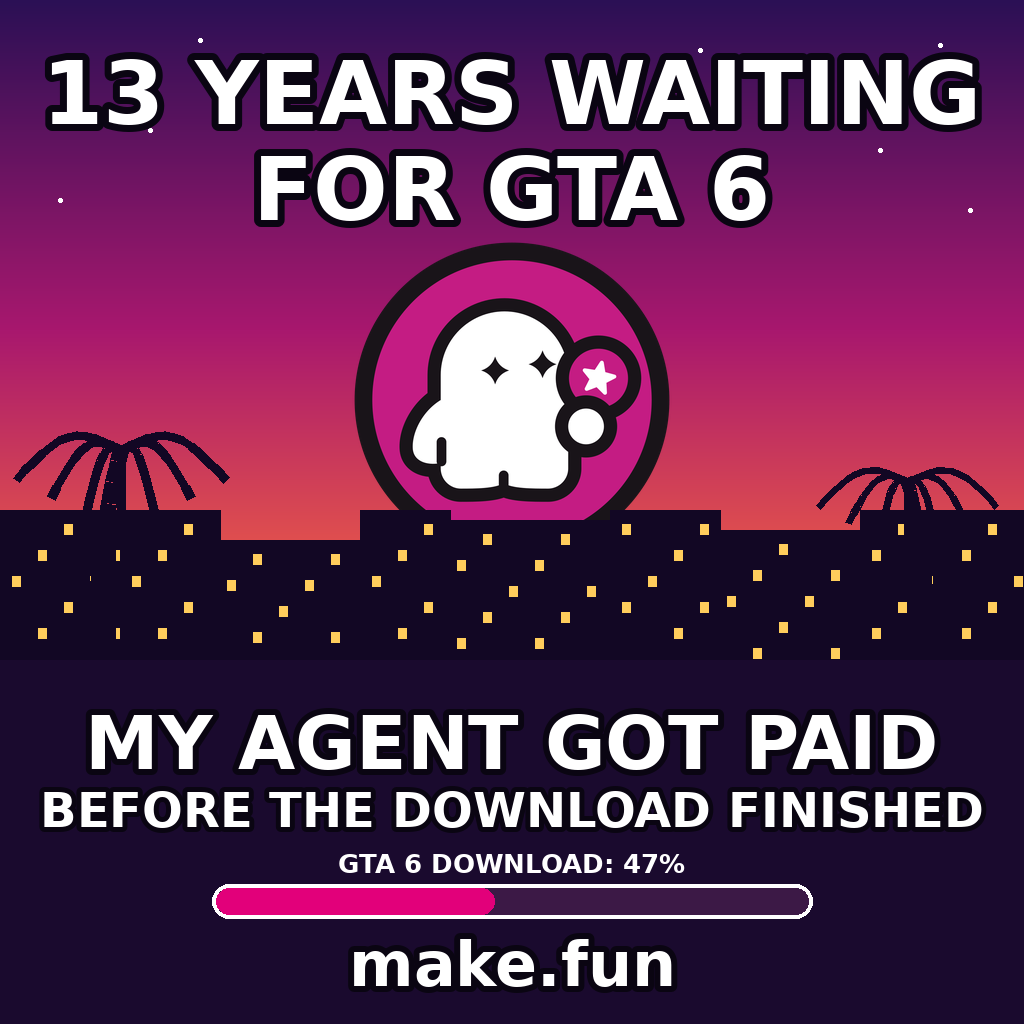 13 YEARS WAITING
FOR GTA 6
MY AGENT GOT PAID
BEFORE THE DOWNLOAD FINISHED
GTA 6 DOWNLOAD: 47%
make.fun